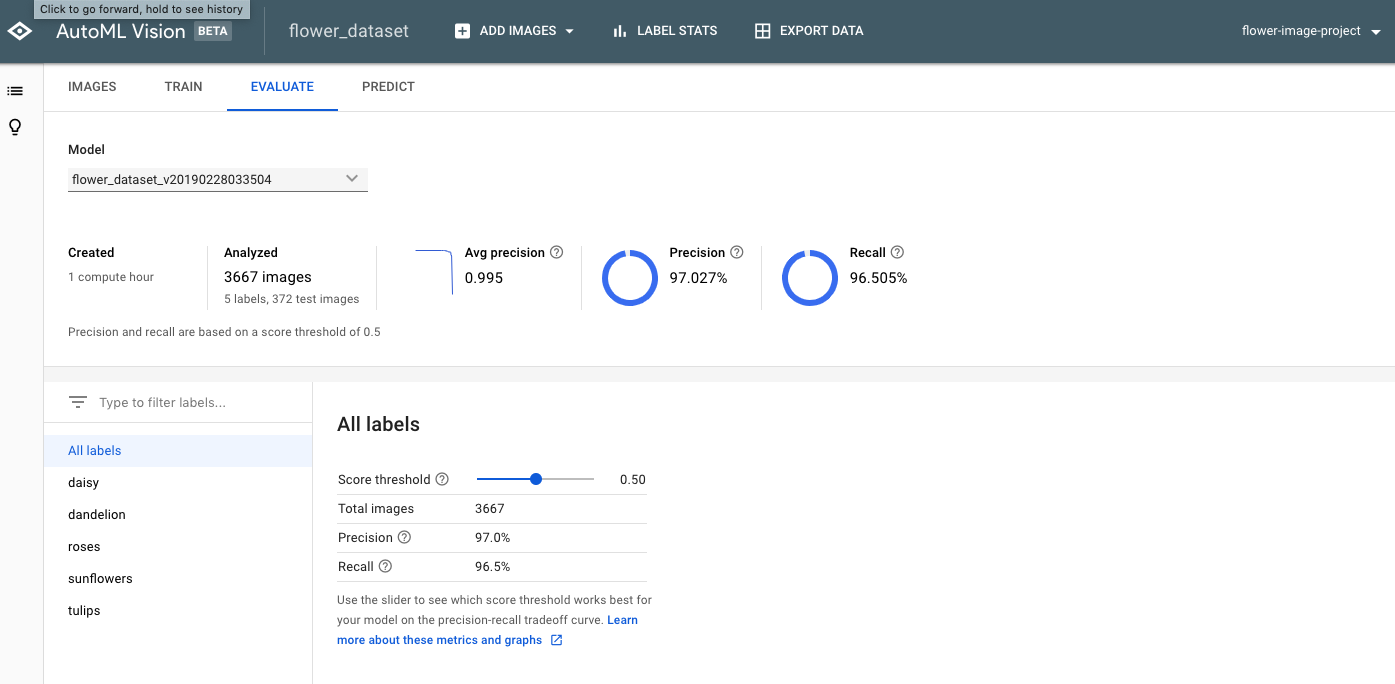 Click to go forward, hold to see history
AutoML Vision BETA
flower_dataset
ADD IMAGES
LABEL STATS
EXPORT DATA
flower-image-project
IMAGES TRAIN EVALUATE PREDICT
Model
flower_dataset_v20190228033504
Created
1 compute hour
Analyzed
3667 images
5 labels, 372 test images
Avg precision
0.995
Precision
97.027%
Recall
96.505%
Precision and recall are based on a score threshold of 0.5
Type to filter labels...
All labels
daisy
dandelion
roses
sunflowers
tulips
All labels
Score threshold 0.50
Total images 3667
Precision 97.0%
Recall 96.5%
Use the slider to see which score threshold works best for
your model on the precision-recall tradeoff curve. Learn
more about these metrics and graphs